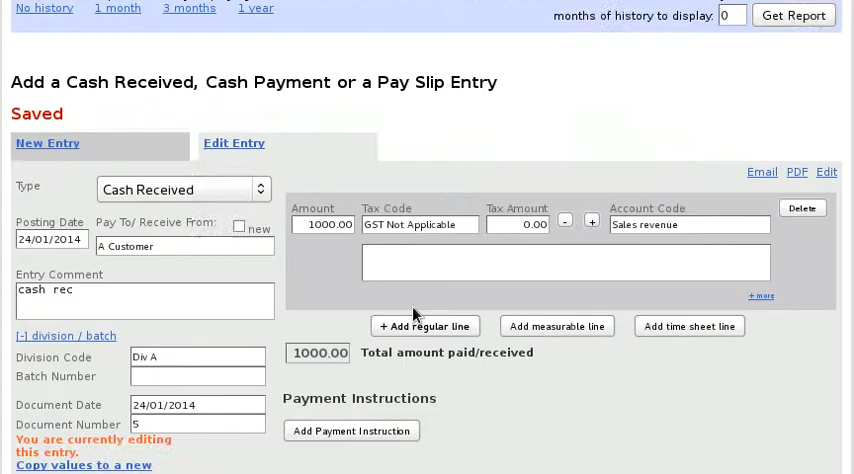 No history 1 month 3 months 1 year
months of history to display: 0 Get Report
Add a Cash Received, Cash Payment or a Pay Slip Entry
Saved
New Entry Edit Entry
Email PDF Edit
Type Cash Received
Amount Tax Code Tax Amount Account Code Delete
1000.00 GST Not Applicable 0.00 - + Sales revenue
Posting Date Pay To/ Receive From: new
24/01/2014 A Customer
Entry Comment
cash rec
+ more
+ Add regular line Add measurable line Add time sheet line
[-] division / batch
1000.00 Total amount paid/received
Division Code Div A
Batch Number
Payment Instructions
Document Date 24/01/2014
Document Number 5
Add Payment Instruction
You are currently editing
this entry.
Copy values to a new